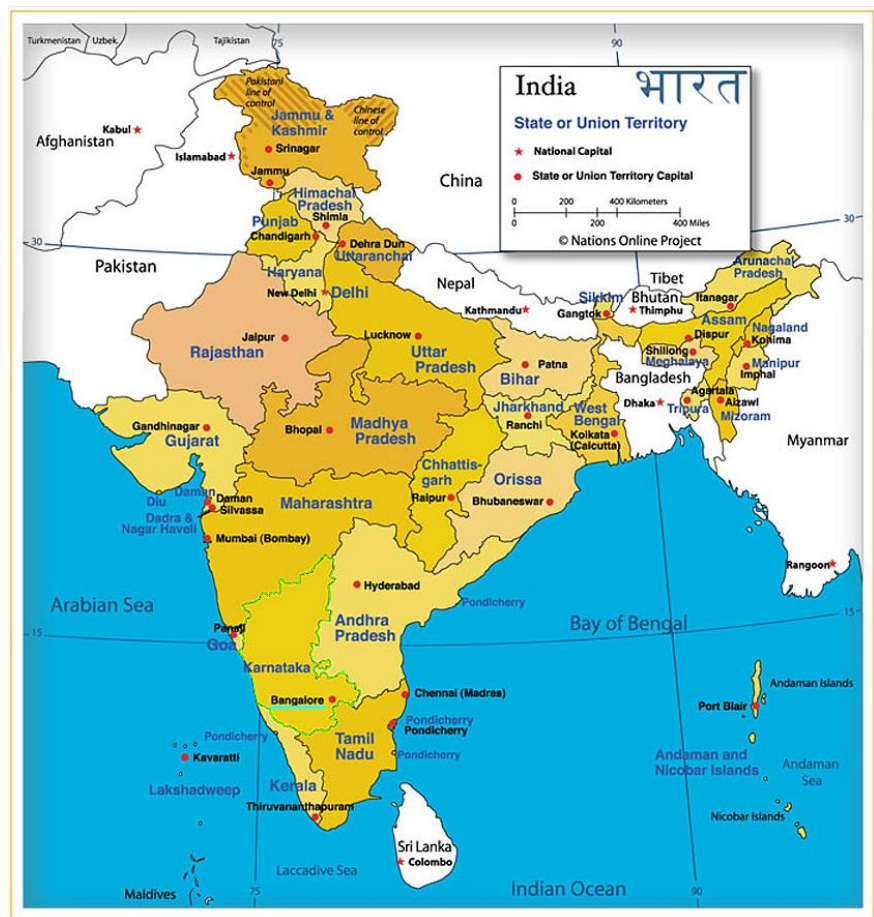 Turkmenistan
Uzbek.
Tajikistan
75
90
India भारत
State or Union Territory
National Capital
State or Union Territory Capital
0 200 400 Kilometers
0 200 400 Miles
© Nations Online Project
Pakistani
line of
control
Chinese
line of
control
Jammu &
Kashmir
Srinagar
Jammu
Kabul
Afghanistan
Islamabad
China
Himachal
Pradesh
Shimla
Punjab
Chandigarh
Dehra Dun
Uttaranchal
30
30
Pakistan
Haryana
New Delhi
Delhi
Nepal
Kathmandu
Tibet
Sikkim
Gangtok
Bhutan
Thimphu
Arunachal
Pradesh
Itanagar
Assam
Dispur
Nagaland
Kohima
Shillong
Meghalaya
Manipur
Imphal
Jaipur
Rajasthan
Lucknow
Uttar
Pradesh
Patna
Bihar
Bangladesh
Dhaka
Agartala
Tripura
Aizawl
Mizoram
Myanmar
Gandhinagar
Gujarat
Bhopal
Madhya
Pradesh
Jharkhand
Ranchi
West
Bengal
Kolkata
(Calcutta)
Chhattis-
garh
Raipur
Orissa
Bhubaneswar
Daman
Diu
Daman
Silvassa
Dadra &
Nagar Haveli
Maharashtra
Mumbai (Bombay)
Rangoon
Hyderabad
Andhra
Pradesh
Pondicherry
Arabian Sea
Bay of Bengal
15
15
Panaji
Goa
Karnataka
Bangalore
Chennai (Madras)
Pondicherry
Pondicherry
Pondicherry
Pondicherry
Tamil
Nadu
Kavaratti
Lakshadweep
Kerala
Thiruvananthapuram
Andaman Islands
Port Blair
Andaman and
Nicobar Islands
Andaman
Sea
Nicobar Islands
Sri Lanka
Colombo
Laccadive Sea
Maldives
75
Indian Ocean
90